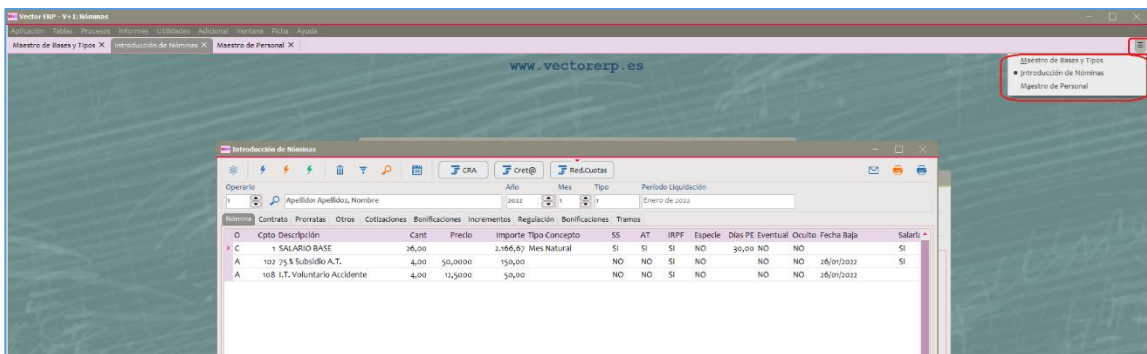 Vector ERP - V+1: Nóminas
Aplicación Tablas Procesos Informes Utilidades Adicional Ventana Ficha Ayuda
Maestro de Bases y Tipos X Introducción de Nóminas X Maestro de Personal X
www.vectorerp.es
Maestro de Bases y Tipos
Introducción de Nóminas
Maestro de Personal
Introducción de Nóminas
CRA Cret@ Red.Cuotas
Operario Año Mes Tipo Período Liquidación
1 Apellido1 Apellido2, Nombre 2022 1 1 Enero de 2022
Nómina Contrato Prorratas Otros Cotizaciones Bonificaciones Incrementos Regulación Bonificaciones Tramos
O Cpto Descripción Cant Precio Importe Tipo Concepto SS AT IRPF Especie Días PE Eventual Oculto Fecha Baja Salaria
C 1 SALARIO BASE 26,00 2.166,67 Mes Natural SI SI SI NO 30,00 NO NO SI
A 102 75 % Subsidio A.T. 4,00 50,0000 150,00 NO NO SI NO NO NO 26/01/2022 SI
A 108 I.T. Voluntario Accidente 4,00 12,5000 50,00 NO NO SI NO NO NO 26/01/2022